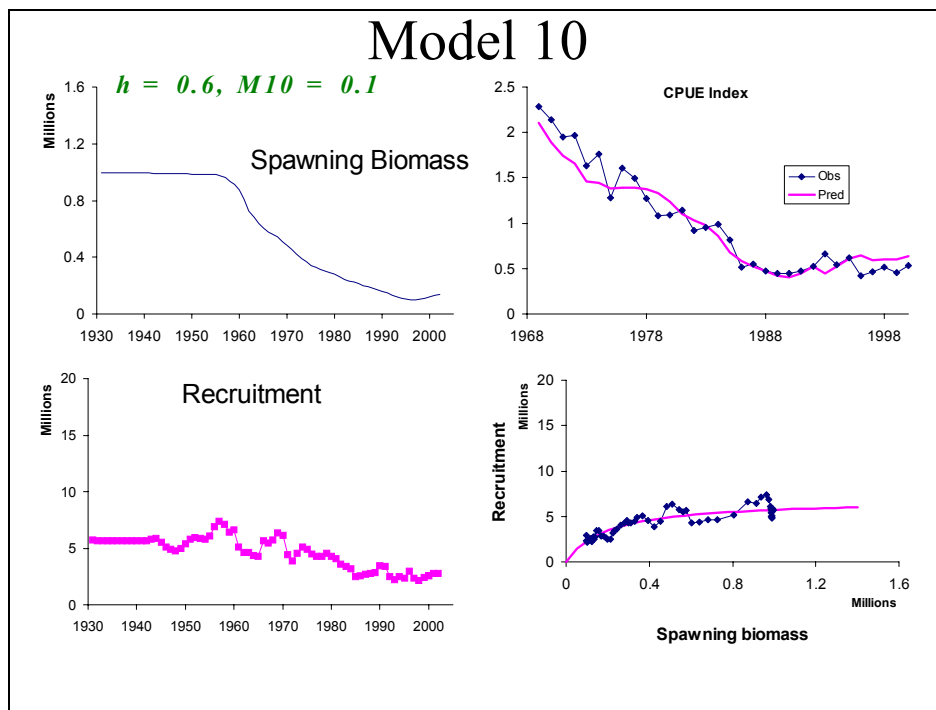 Model 10
h = 0.6, M10 = 0.1
Millions
1.6
1.2
0.8
0.4
0
Spawning Biomass
1930 1940 1950 1960 1970 1980 1990 2000
CPUE Index
2.5
2
1.5
1
0.5
0
Obs
Pred
1968 1978 1988 1998
Recruitment
Millions
20
15
10
5
0
1930 1940 1950 1960 1970 1980 1990 2000
Recruitment
Millions
20
15
10
5
0
0 0.4 0.8 1.2 1.6
Millions
Spawning biomass